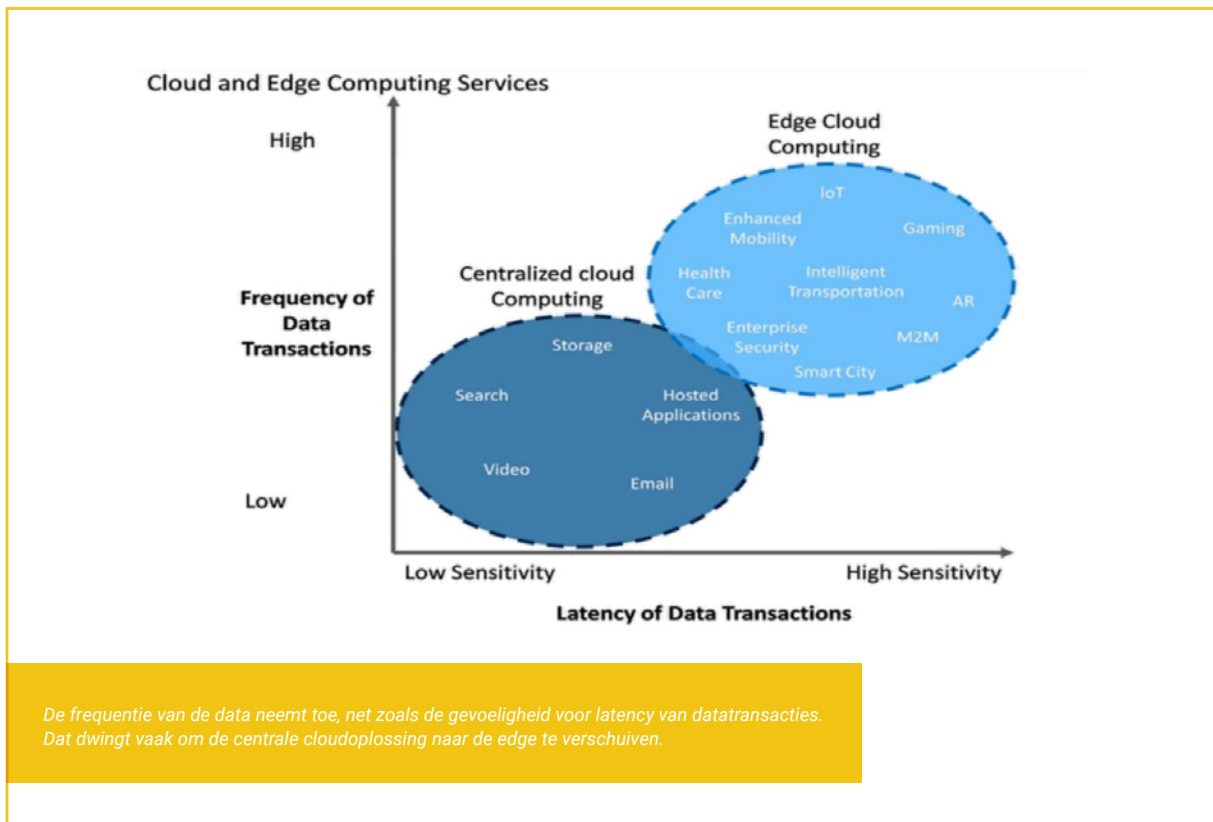 Cloud and Edge Computing Services
High
Edge Cloud
Computing
IoT
Enhanced
Mobility
Gaming
Health
Care
Intelligent
Transportation
AR
Enterprise
Security
M2M
Smart City
Centralized cloud
Computing
Frequency of
Data
Transactions
Storage
Search
Hosted
Applications
Video
Email
Low
Low Sensitivity
High Sensitivity
Latency of Data Transactions
De frequentie van de data neemt toe, net zoals de gevoeligheid voor latency van datatransacties.
Dat dwingt vaak om de centrale cloudoplossing naar de edge te verschuiven.